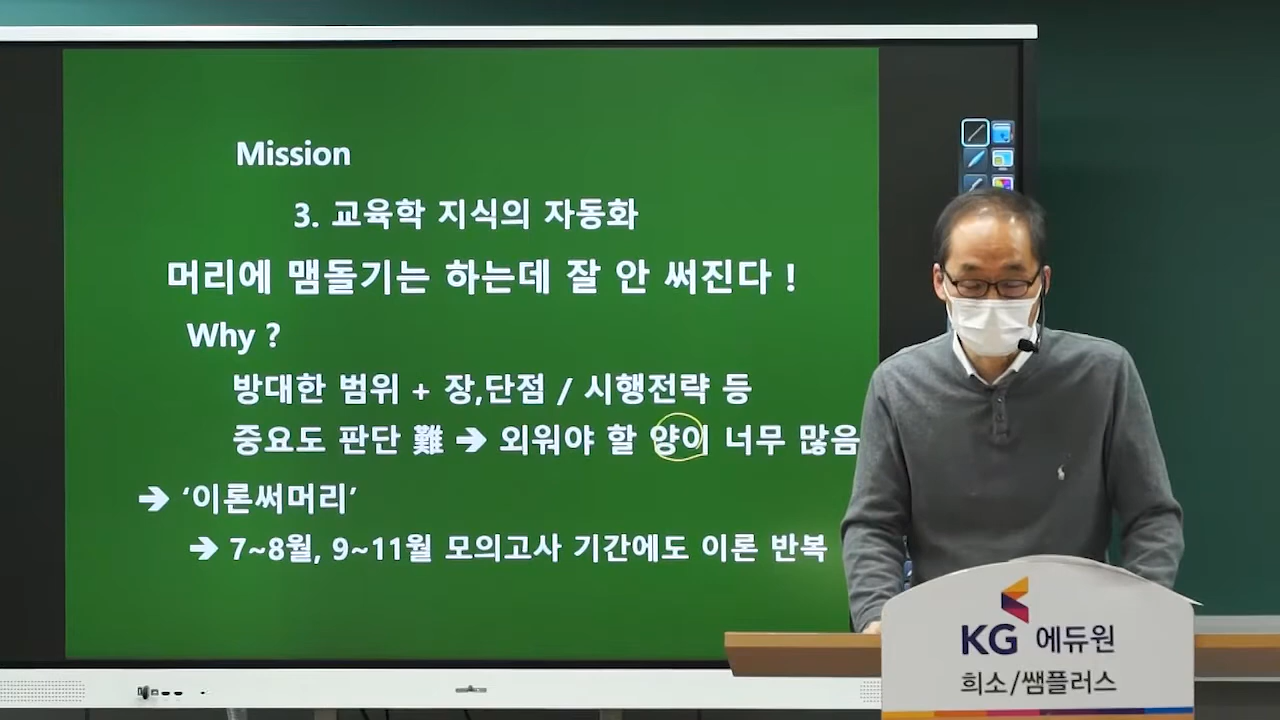 Mission
3. 교육학 지식의 자동화
머리에 맴돌기는 하는데 잘 안 써진다 !
Why ?
방대한 범위 + 장,단점 / 시행전략 등
중요도 판단 難 ➔ 외워야 할 양이 너무 많음
➔ ‘이론써머리’
➔ 7~8월, 9~11월 모의고사 기간에도 이론 반복
KG 에듀원
희소/쌤플러스